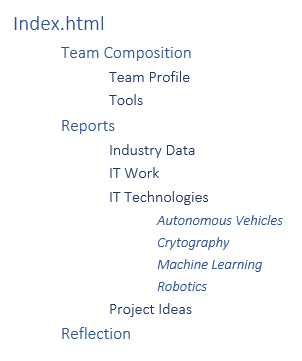 Index.html
Team Composition
Team Profile
Tools
Reports
Industry Data
IT Work
IT Technologies
Autonomous Vehicles
Crytography
Machine Learning
Robotics
Project Ideas
Reflection